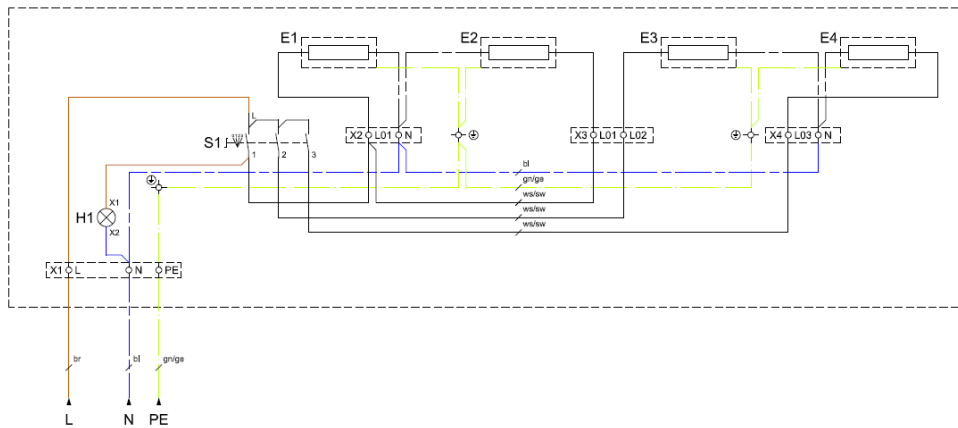 E1 E2 E3 E4
L
S1 0123 1 2 3
X2 L01 N
X3 L01 L02
X4 L03 N
bl
gn/ge
ws/sw
ws/sw
ws/sw
X1
H1
X2
X1 L N PE
br bl gn/ge
L N PE